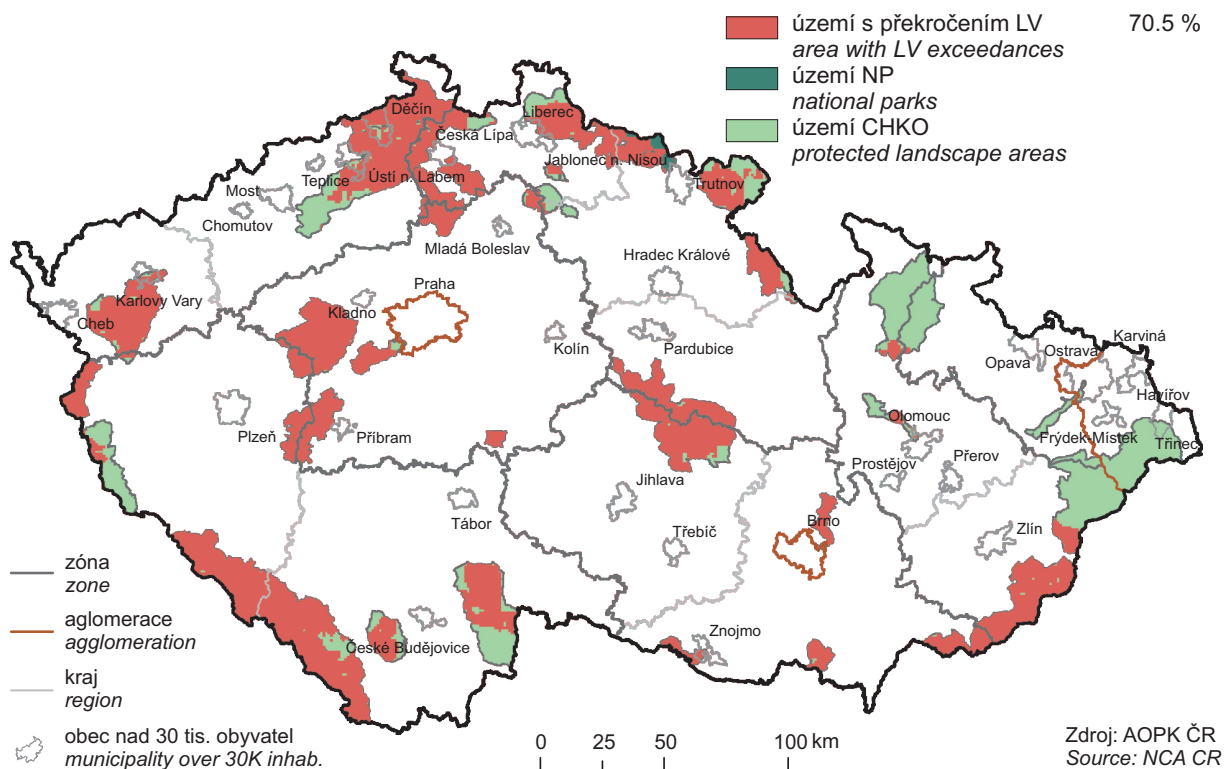 území s překročením LV 70.5 %
area with LV exceedances
území NP
national parks
území CHKO
protected landscape areas
Děčín
Liberec
Česká Lípa
Jablonec n. Nisou
Teplice
Ústí n. Labem
Trutnov
Most
Chomutov
Mladá Boleslav
Hradec Králové
Praha
Karlovy Vary
Kladno
Cheb
Kolín
Pardubice
Karviná
Ostrava
Opava
Havířov
Olomouc
Plzeň
Příbram
Frýdek-Místek
Třinec
Prostějov
Přerov
Jihlava
Tábor
Třebíč
Brno
Zlín
České Budějovice
Znojmo
zóna
zone
aglomerace
agglomeration
kraj
region
obec nad 30 tis. obyvatel
municipality over 30K inhab.
0 25 50 100 km
Zdroj: AOPK ČR
Source: NCA CR